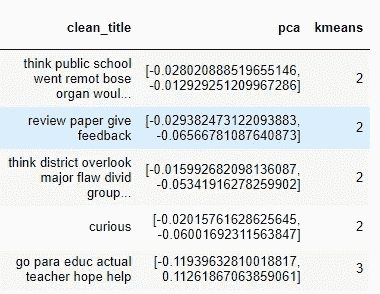 clean_title pca kmeans
think public school [-0.028020888519655146, 2
went remot bose -0.012929251209967286]
organ woul...
review paper give [-0.029382473122093883, 2
feedback -0.06566781087640873]
think district overlook [-0.015992682098136087, 2
major flaw divid -0.05341916278259902]
group...
curious [-0.02015761628625645, 2
-0.06001692311563847]
go para educ actual [-0.11939632810018817, 3
teacher hope help 0.11261867063859061]